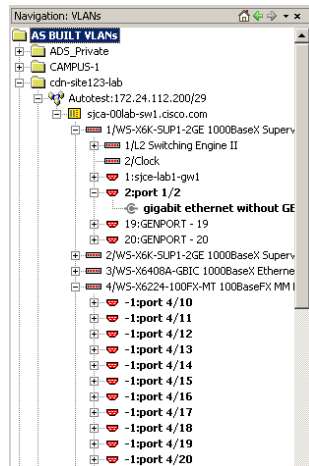 Navigation: VLANs
AS BUILT VLANs
ADS_Private
CAMPUS-1
cdn-site123-lab
Autotest:172.24.112.200/29
sjca-00lab-sw1.cisco.com
1/WS-X6K-SUP1-2GE 1000BaseX Superv
1/L2 Switching Engine II
2/Clock
1:sjce-lab1-gw1
2:port 1/2
gigabit ethernet without GE
19:GENPORT - 19
20:GENPORT - 20
2/WS-X6K-SUP1-2GE 1000BaseX Superv
3/WS-X6408A-GBIC 1000BaseX Etherne
4/WS-X6224-100FX-MT 100BaseFX MM
-1:port 4/10
-1:port 4/11
-1:port 4/12
-1:port 4/13
-1:port 4/14
-1:port 4/15
-1:port 4/16
-1:port 4/17
-1:port 4/18
-1:port 4/19
-1:port 4/20